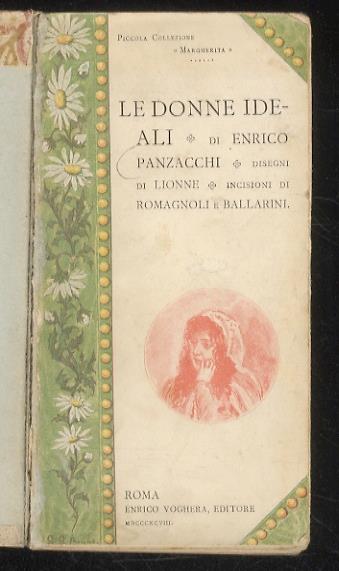 PICCOLA COLLEZIONE
« MARGHERITA »
LE DONNE IDE-
ALI ✤ DI ENRICO
PANZACCHI ✤ DISEGNI
DI LIONNE ✤ INCISIONI DI
ROMAGNOLI E BALLARINI.
ROMA
ENRICO VOGHERA, EDITORE
MDCCCXCVIII